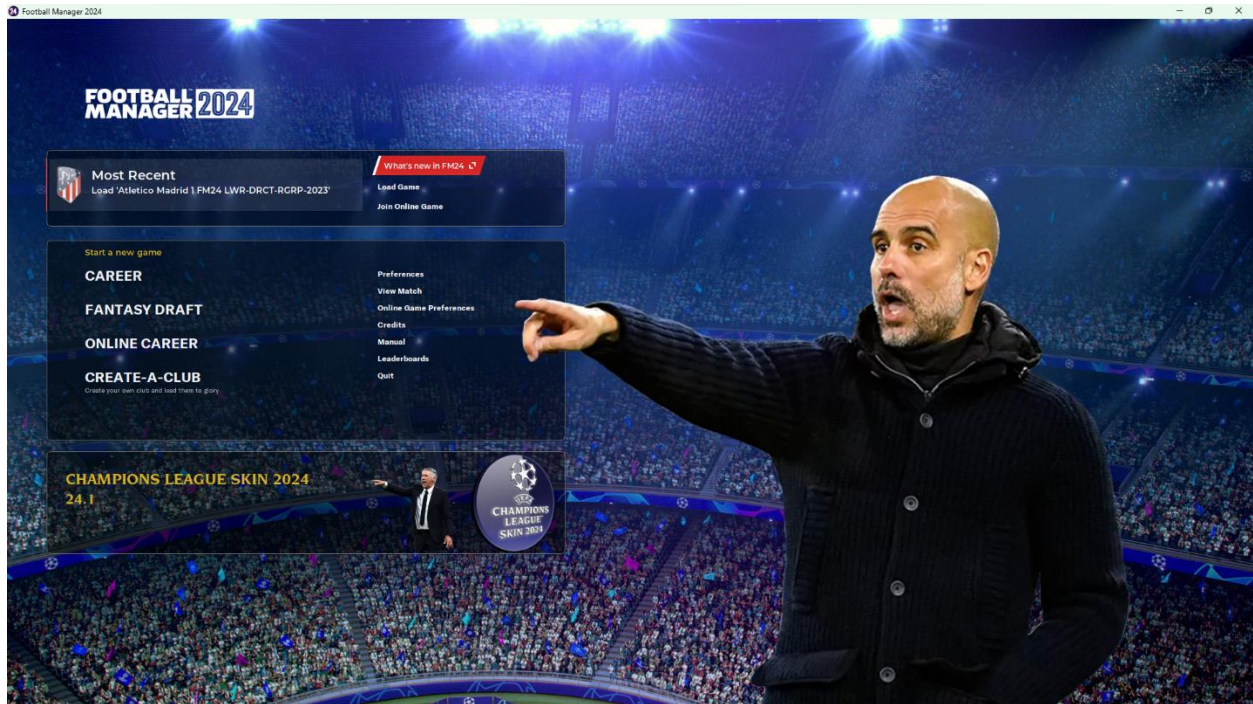 Football Manager 2024
FOOTBALL
MANAGER 2024
Most Recent
Load 'Atletico Madrid 1 FM24 LWR-DRCT-RGRP-2023'
What's new in FM24
Load Game
Join Online Game
Start a new game
CAREER
FANTASY DRAFT
ONLINE CAREER
CREATE-A-CLUB
Create your own club and lead them to glory
Preferences
View Match
Online Game Preferences
Credits
Manual
Leaderboards
Quit
CHAMPIONS LEAGUE SKIN 2024
24.1
UEFA
CHAMPIONS
LEAGUE
SKIN 2024